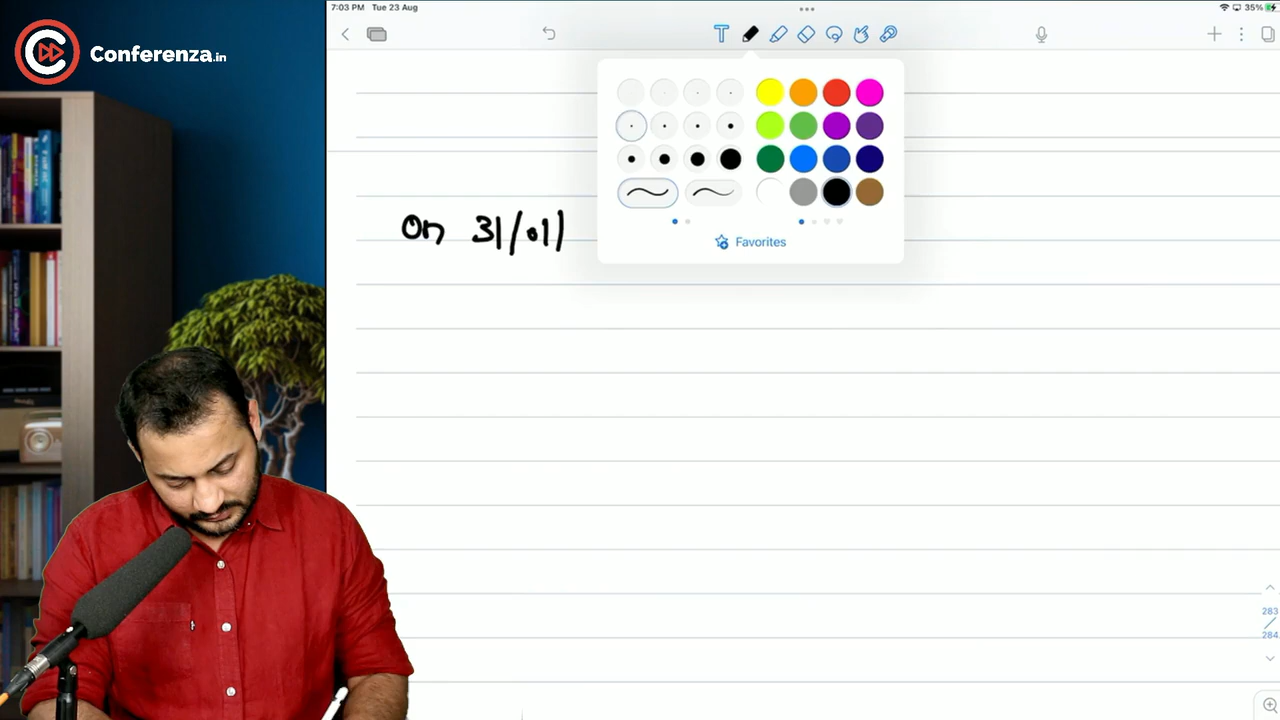 7:03 PM Tue 23 Aug
35%
Conferenza.in
On 31/01/
Favorites
283
284